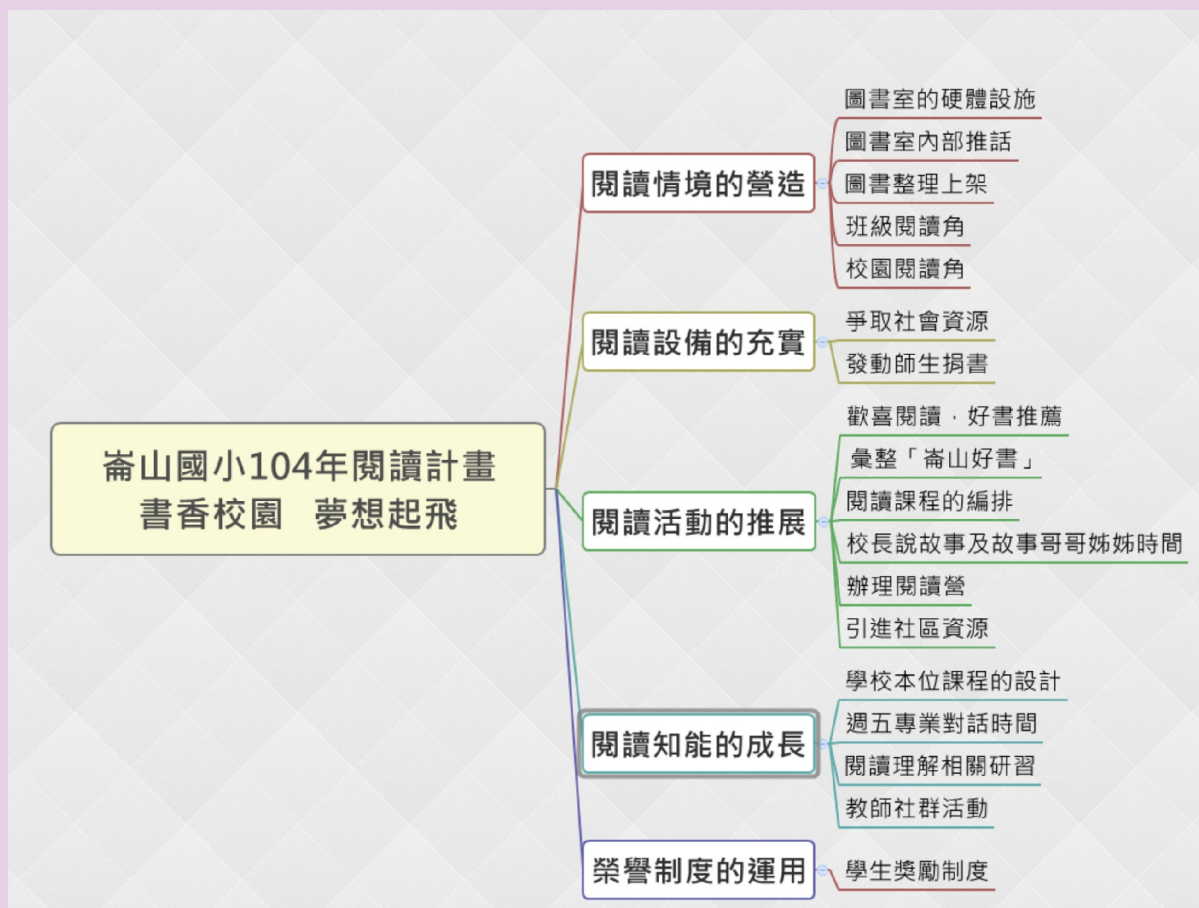 崙山國小104年閱讀計畫
書香校園 夢想起飛
閱讀情境的營造
圖書室的硬體設施
圖書室內部推話
圖書整理上架
班級閱讀角
校園閱讀角
閱讀設備的充實
爭取社會資源
發動師生捐書
閱讀活動的推展
歡喜閱讀．好書推薦
彙整「崙山好書」
閱讀課程的編排
校長說故事及故事哥哥姊姊時間
辦理閱讀營
引進社區資源
閱讀知能的成長
學校本位課程的設計
週五專業對話時間
閱讀理解相關研習
教師社群活動
榮譽制度的運用
學生獎勵制度